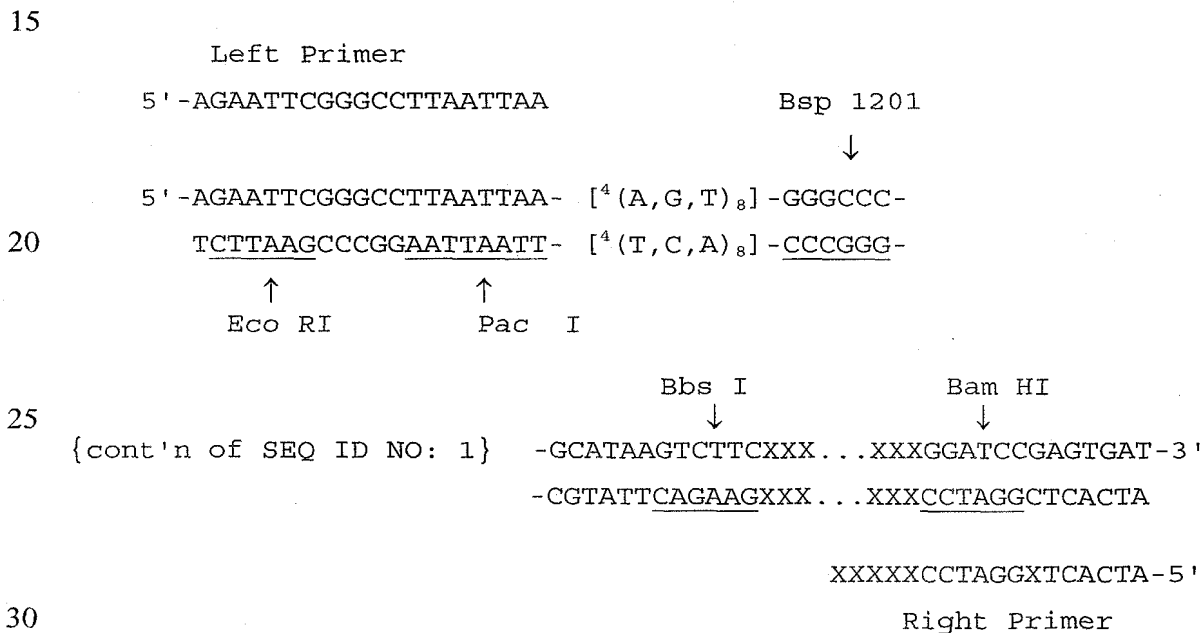 15
Left Primer
5'-AGAATTCGGGCCTTAATTAA Bsp 1201
↓
5'-AGAATTCGGGCCTTAATTAA- [⁴(A,G,T)₈]-GGGCCC-
20 TCTTAAGCCCGGAATTAATT- [⁴(T,C,A)₈]-CCCGGG-
↑ ↑
Eco RI Pac I
Bbs I Bam HI
25 ↓ ↓
{cont'n of SEQ ID NO: 1} -GCATAAGTCTTCXXX...XXXGGATCCGAGTGAT-3'
-CGTATTCAGAAGXXX...XXXCCTAGGCTCACTA
XXXXXCCTAGGXTCACTA-5'
30 Right Primer